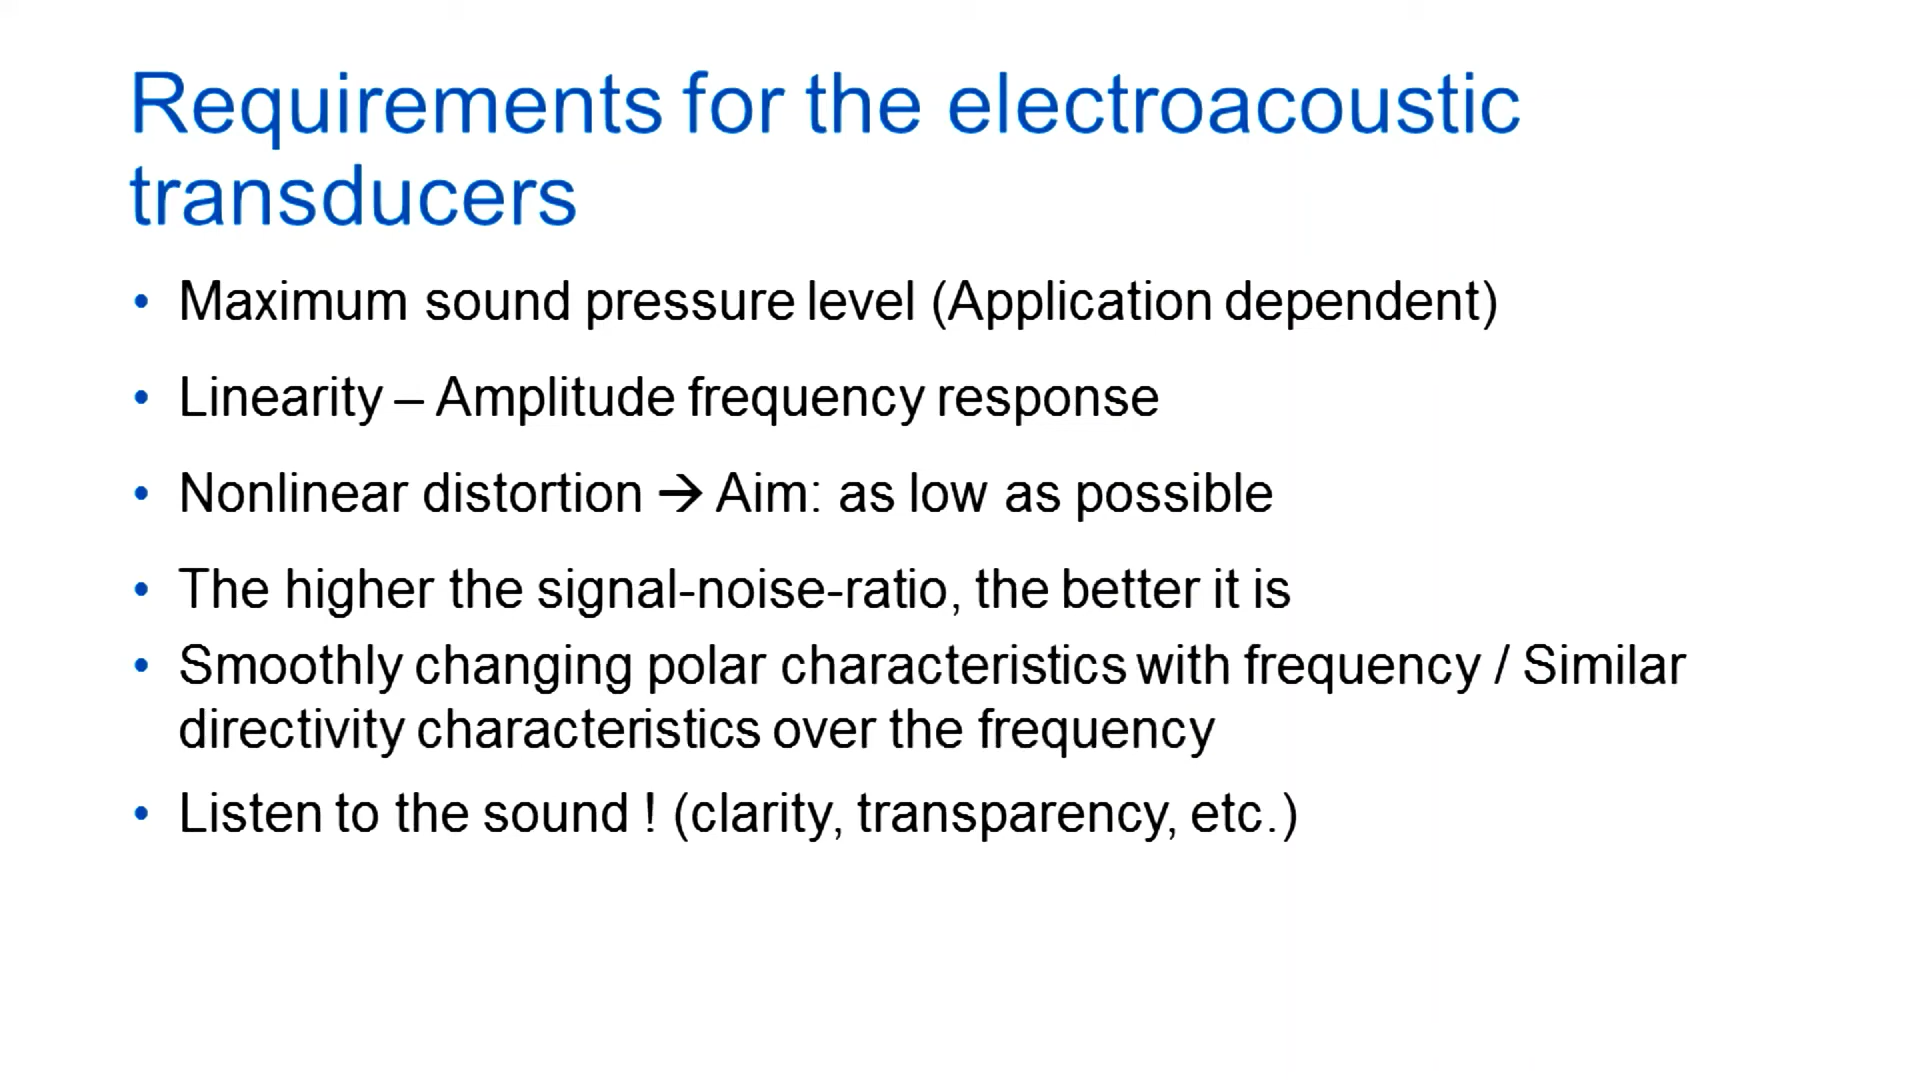 Requirements for the electroacoustic
transducers
• Maximum sound pressure level (Application dependent)
• Linearity – Amplitude frequency response
• Nonlinear distortion → Aim: as low as possible
• The higher the signal-noise-ratio, the better it is
• Smoothly changing polar characteristics with frequency / Similar
directivity characteristics over the frequency
• Listen to the sound ! (clarity, transparency, etc.)